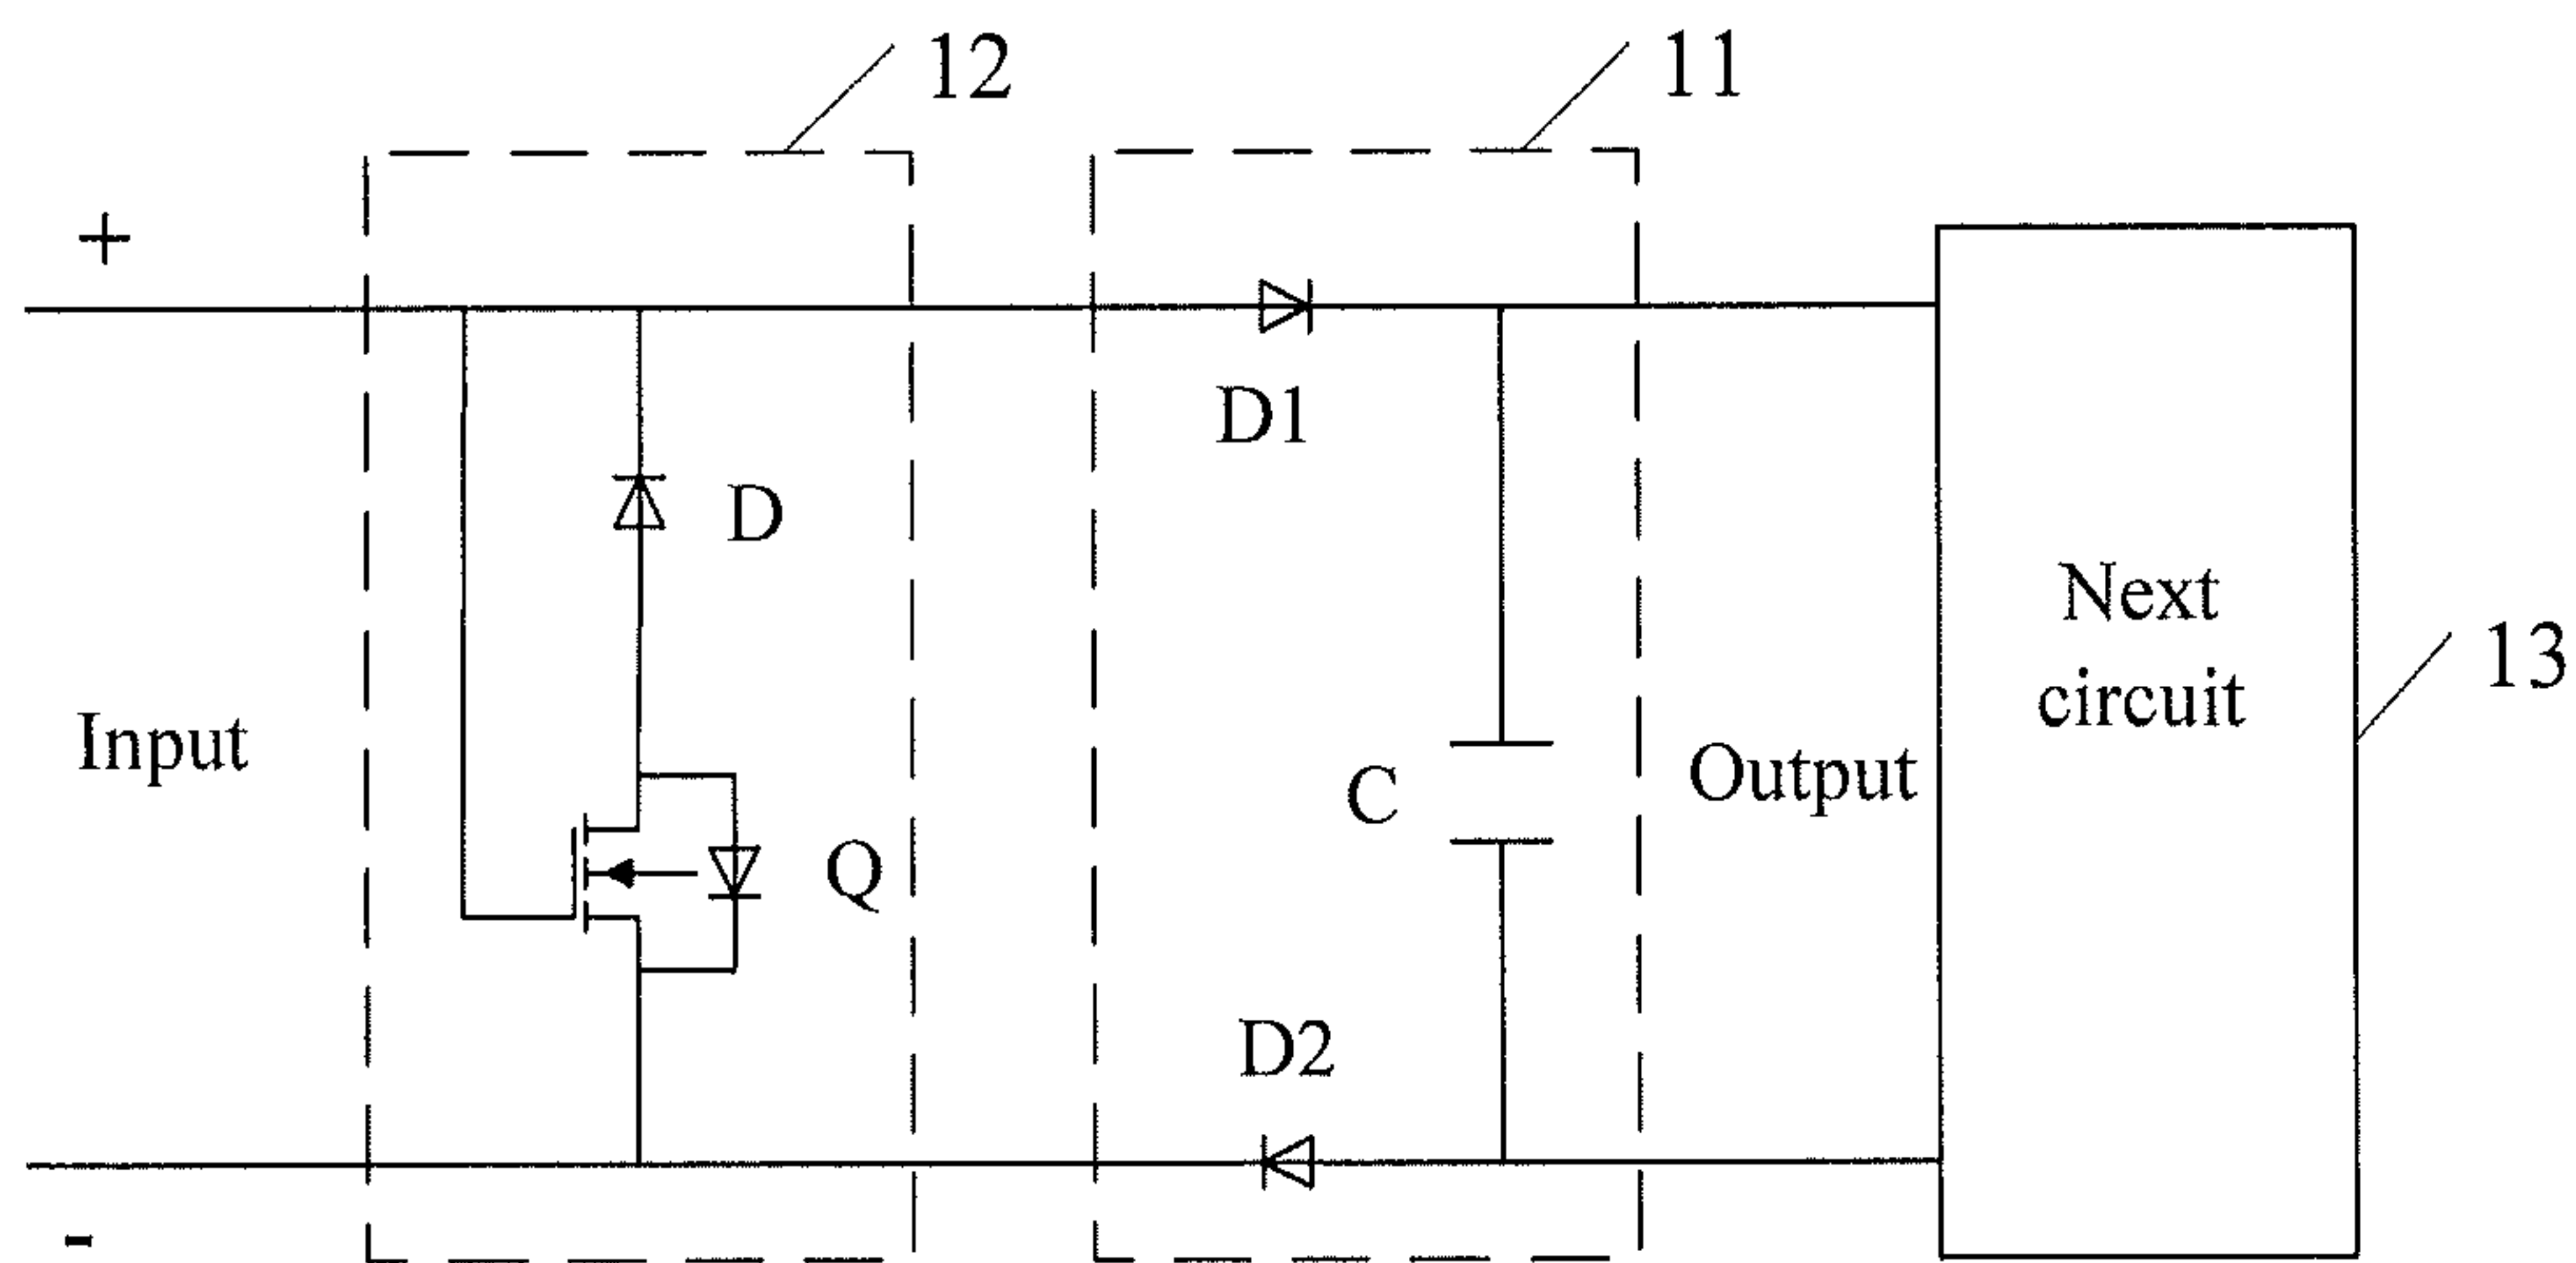 12
11
+
D1
D
Next
circuit
13
Input
Output
C
Q
D2
-